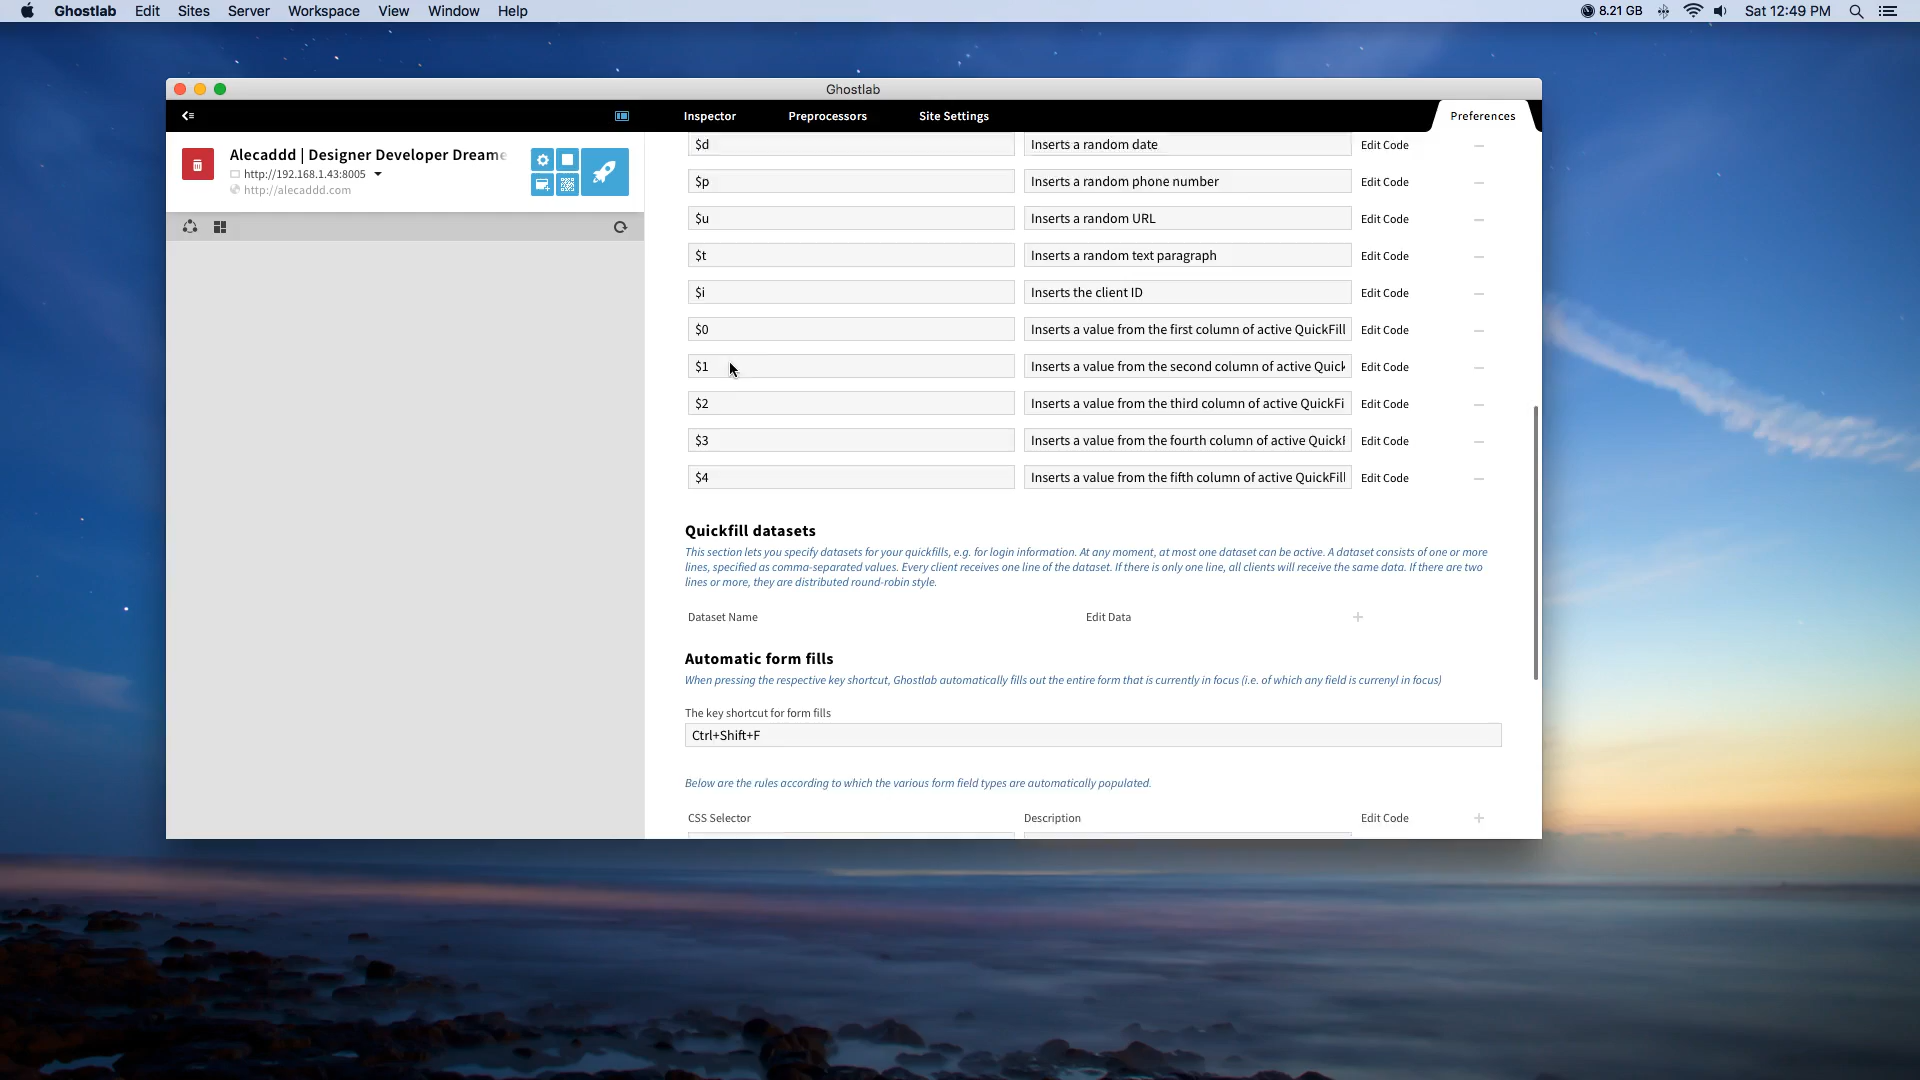 Ghostlab Edit Sites Server Workspace View Window Help 8.21 GB Sat 12:49 PM
Ghostlab
Inspector Preprocessors Site Settings Preferences
Alecaddd | Designer Developer Dreame
http://192.168.1.43:8005
http://alecaddd.com
$d Inserts a random date Edit Code
$p Inserts a random phone number Edit Code
$u Inserts a random URL Edit Code
$t Inserts a random text paragraph Edit Code
$i Inserts the client ID Edit Code
$0 Inserts a value from the first column of active QuickFill Edit Code
$1 Inserts a value from the second column of active Quick Edit Code
$2 Inserts a value from the third column of active QuickFi Edit Code
$3 Inserts a value from the fourth column of active QuickF Edit Code
$4 Inserts a value from the fifth column of active QuickFill Edit Code
Quickfill datasets
This section lets you specify datasets for your quickfills, e.g. for login information. At any moment, at most one dataset can be active. A dataset consists of one or more
lines, specified as comma-separated values. Every client receives one line of the dataset. If there is only one line, all clients will receive the same data. If there are two
lines or more, they are distributed round-robin style.
Dataset Name Edit Data +
Automatic form fills
When pressing the respective key shortcut, Ghostlab automatically fills out the entire form that is currently in focus (i.e. of which any field is currenyl in focus)
The key shortcut for form fills
Ctrl+Shift+F
Below are the rules according to which the various form field types are automatically populated.
CSS Selector Description Edit Code +